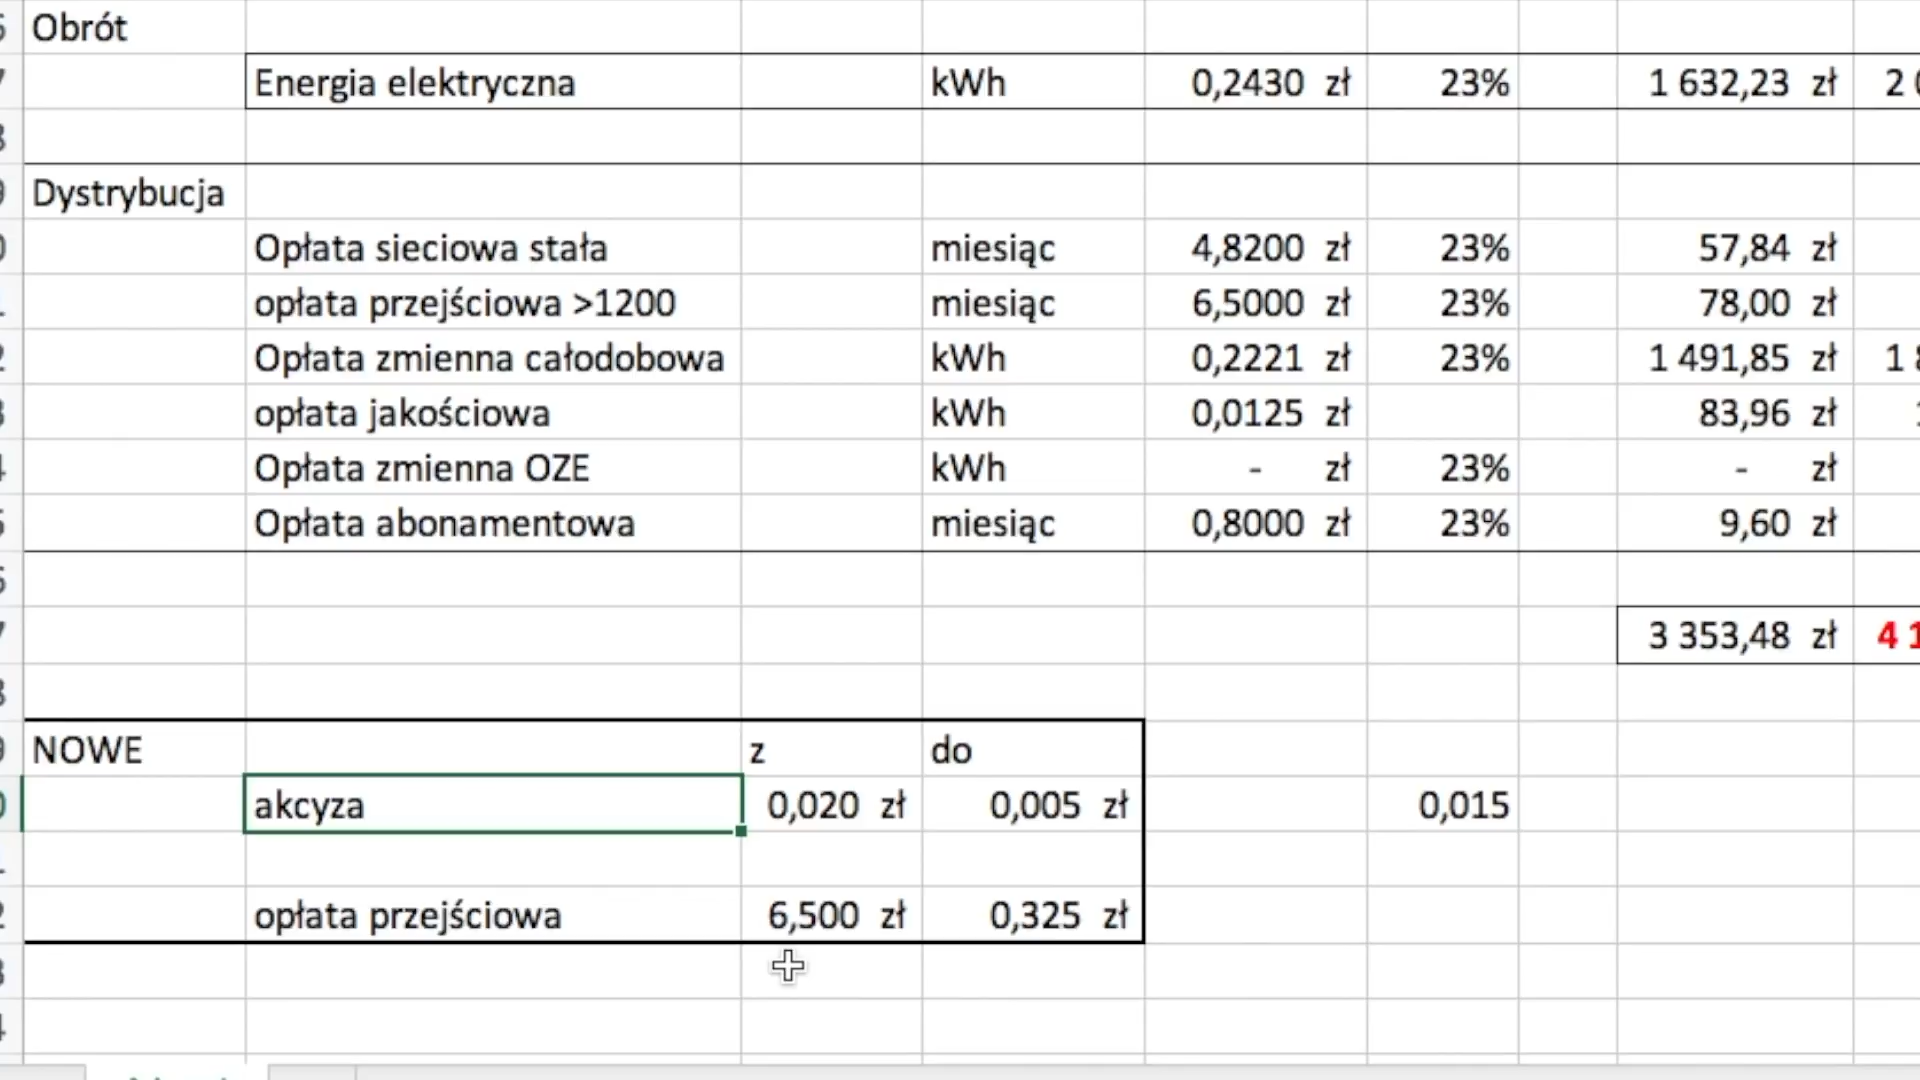 Obrót
Energia elektryczna kWh 0,2430 zł 23% 1 632,23 zł
Dystrybucja
Opłata sieciowa stała miesiąc 4,8200 zł 23% 57,84 zł
opłata przejściowa >1200 miesiąc 6,5000 zł 23% 78,00 zł
Opłata zmienna całodobowa kWh 0,2221 zł 23% 1 491,85 zł
opłata jakościowa kWh 0,0125 zł 83,96 zł
Opłata zmienna OZE kWh - zł 23% - zł
Opłata abonamentowa miesiąc 0,8000 zł 23% 9,60 zł
3 353,48 zł
NOWE z do
akcyza 0,020 zł 0,005 zł 0,015
opłata przejściowa 6,500 zł 0,325 zł